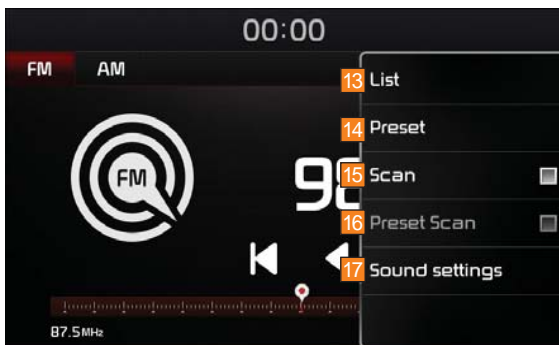 00:00
FM AM
13 List
14 Preset
FM
15 Scan
16 Preset Scan
17 Sound settings
87.5MHz